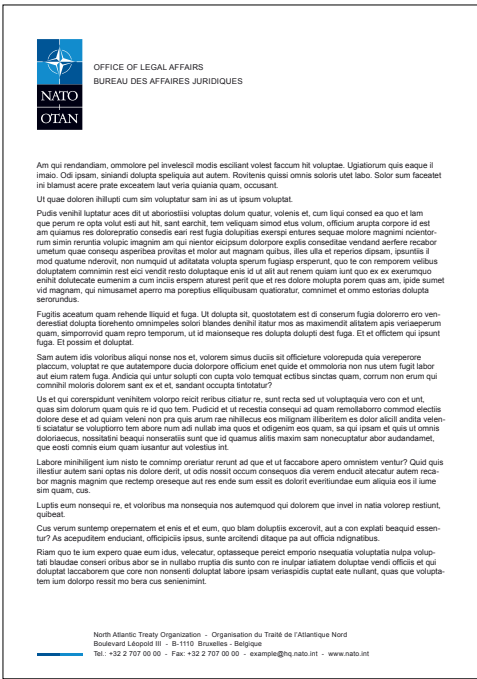 OFFICE OF LEGAL AFFAIRS
BUREAU DES AFFAIRES JURIDIQUES
NATO
OTAN
Am qui rendandiam, ommolore pel invelescil modis esciliant volest faccum hit voluptae. Ugiatiorum quis eaque il
imaio. Odi ipsam, siniandi dolupta speliquia aut autem. Rovitenis quissi omnis soloris utet labo. Solor sum faceatet
ini blamust acere prate exceatem laut veria quiania quam, occusant.
Ut quae doloren ihillupti cum sim voluptatur sam ini as ut ipsum voluptat.
Pudis venihil luptatur aces dit ut aboriostiisi voluptas dolum quatur, volenis et, cum liqui consed ea quo et lam
que perum re opta volut esti aut hit, sant earchit, tem veliquam simod etus volum, officium arupta corpore id est
am quiamus res dolorepratio consedis eari rest fugia dolupitias exerspi entures sequae molore magnimi ncientor-
rum simin reruntia volupic imagnim am qui nientor eicipsum dolorpore explis conseditae vendand aerfere recabor
umetum quae consequ asperibea provitas et molor aut magnam quibus, illes ulla et reperios dipsam, ipsuntiis il
mod quatume nderovit, non numquid ut aditatata volupta sperum fugiasp ersperunt, quo te con remporem velibus
doluptatem comnimin rest eici vendit resto doluptaque enis id ut alit aut renem quiam iunt quo ex ex exerumquo
enihit dolutecate eumenim a cum inciis erspern aturest perit que et res dolore molupta porem quas am, ipide sumet
vid magnam, qui nimusamet aperro ma poreptius elliquibusam quatioratur, comnimet et ommo estorias dolupta
serorundus.
Fugitis aceatum quam rehende lliquid et fuga. Ut dolupta sit, quostotatem est di conserum fugia dolorerro ero ven-
derestiat dolupta tiorehento omnimpeles solori blandes denihil itatur mos as maximendit alitatem apis veriaeperum
quam, simporrovid quam repro temporum, ut id maionseque res dolupta dolupti dest fuga. Et et offictem qui ipsunt
fuga. Et possim et doluptat.
Sam autem idis voloribus aliqui nonse nos et, volorem simus duciis sit officieture volorepuda quia vereperore
placcum, voluptat re que autatempore ducia dolorpore officium enet quide et ommoloria non nus utem fugit labor
aut eium ratem fuga. Andicia qui untur solupti con cupta volo temquat ectibus sinctas quam, corrum non erum qui
comnihil moloris dolorem sant ex et et, sandant occupta tintotatur?
Us et qui corerspidunt venihitem volorpo reicit reribus citiatur re, sunt recta sed ut voluptaquia vero con et unt,
quas sim dolorum quam quis re id quo tem. Pudicid et ut recestia consequi ad quam remollaborro commod electiis
dolore dese et ad quiam veleni non pra quis arum rae nihillecus eos milignam illiberitem es dolor alicil andita velen-
ti sciatatur se voluptiorro tem abore num adi nullab ima quos et odigenim eos quam, sa qui ipsam et quis ut omnis
doloriaecus, nossitatini beaqui nonseratiis sunt que id quamus alitis maxim sam nonecuptatur abor audandamet,
que eosti comnis eium quam iusantur aut volestius int.
Labore minihiligent ium nisto te comnimp oreriatur rerunt ad que et ut faccabore apero omnistem ventur? Quid quis
illestiur autem sani optas nis dolore derit, ut odis nossit occum consequos dia verem enducit atecatur autem reca-
bor magnis magnim que rectemp oreseque aut res ende sum essit es dolorit everitiundae eum aliquia eos il iume
sim quam, cus.
Luptis eum nonsequi re, et voloribus ma nonsequia nos autemquod qui dolorem que invel in natia volorep restiunt,
quibeat.
Cus verum suntemp orepernatem et enis et et eum, quo blam doluptiis excerovit, aut a con explati beaquid essen-
tur? As acepuditem enduciant, officipiciis ipsus, sunte arcitendi ditaque pa aut officia ndignatibus.
Riam quo te ium expero quae eum idus, velecatur, optasseque pereict emporio nsequatia voluptatia nulpa volup-
tati blaudae conseri oribus abor se in nullabo rruptia dis sunto con re inulpar iatiatem doluptae vendi officiis et qui
doluptat laccaborem que core non nonsenti doluptat labore ipsam veriaspidis cuptat eate nullant, quas que volupta-
tem ium dolorpo ressit mo bera cus senienimint.
North Atlantic Treaty Organization - Organisation du Traité de l'Atlantique Nord
Boulevard Léopold III - B-1110 Bruxelles - Belgique
Tel.: +32 2 707 00 00 - Fax: +32 2 707 00 00 - example@hq.nato.int - www.nato.int